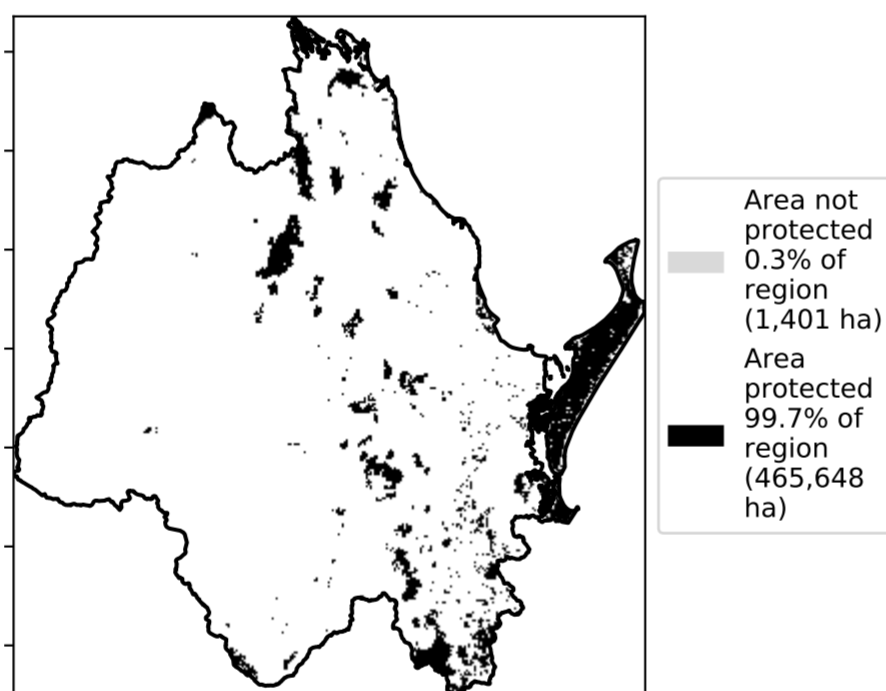 Area not
protected
0.3% of
region
(1,401 ha)
Area
protected
99.7% of
region
(465,648
ha)